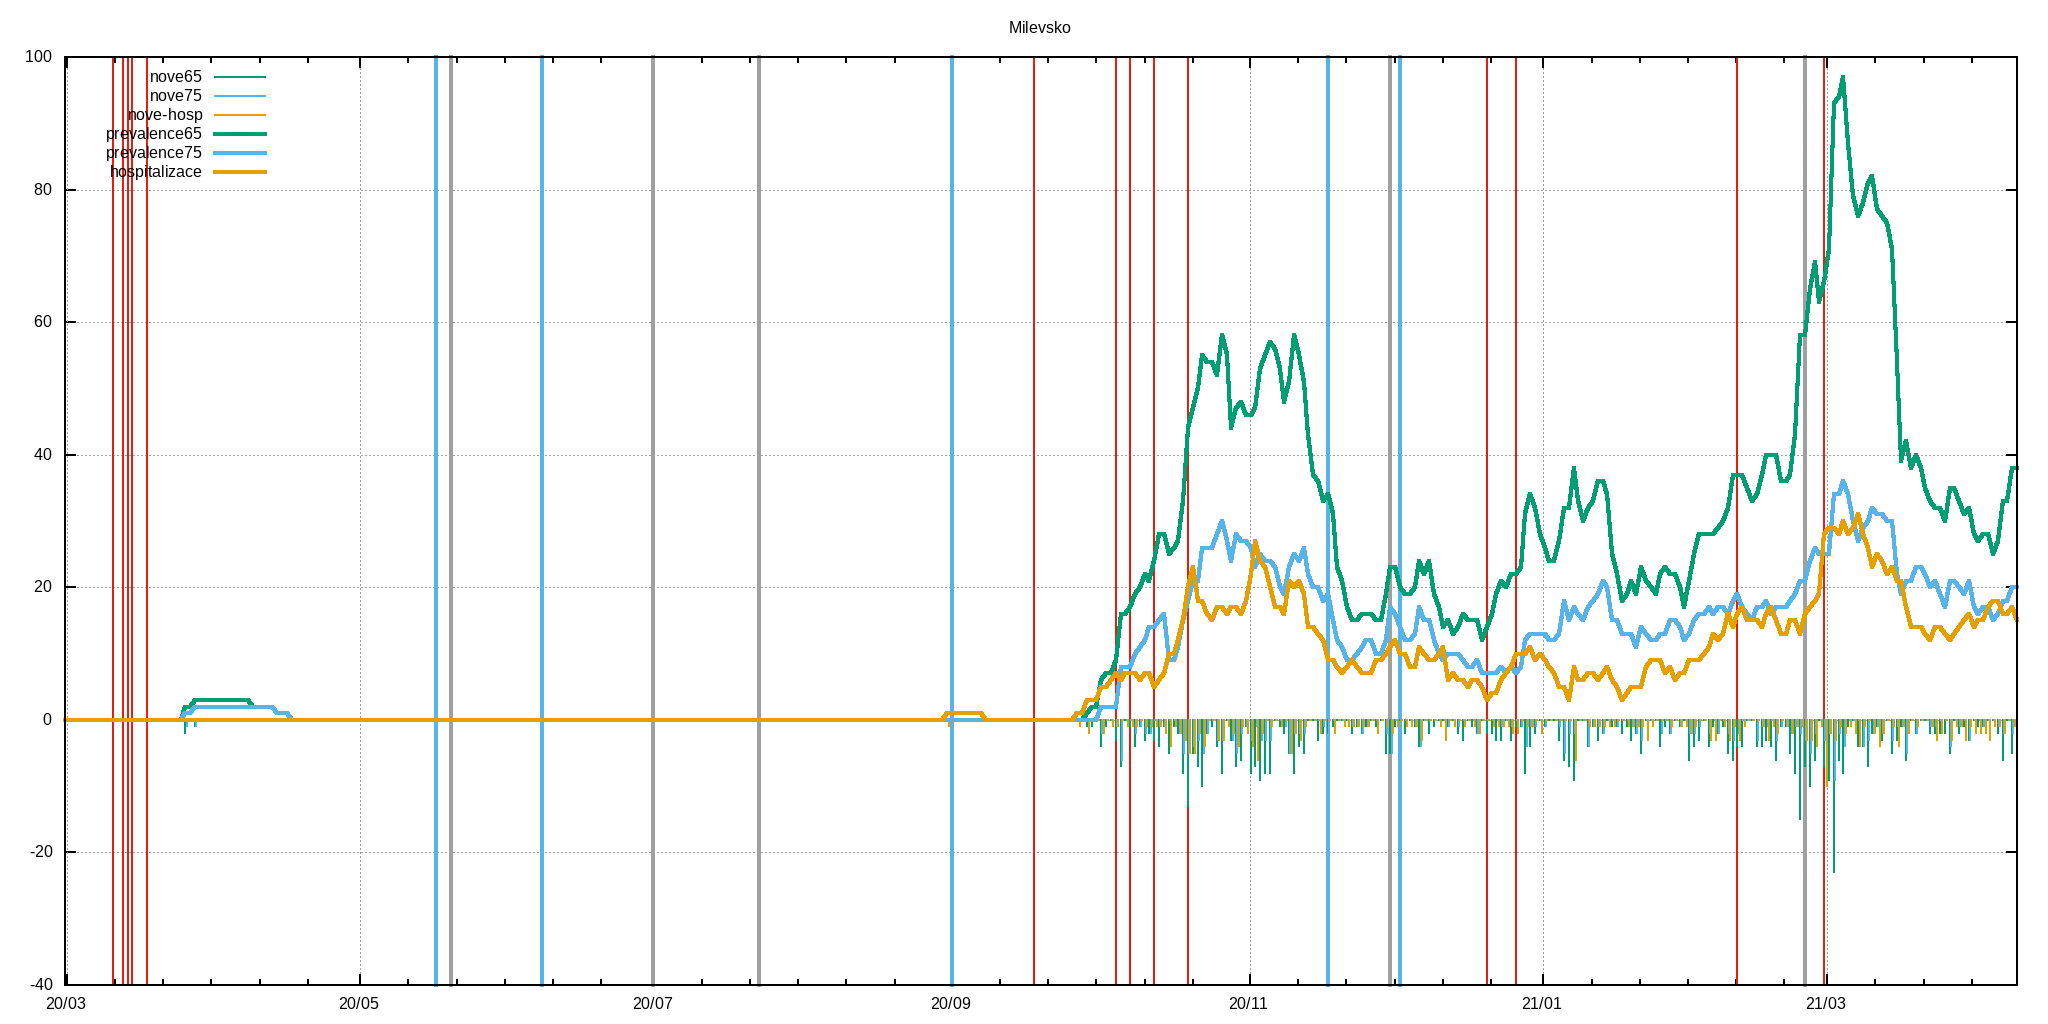 Milevsko
100
80
60
40
20
0
-20
-40
nove65
nove75
nove-hosp
prevalence65
prevalence75
hospitalizace
20/03 20/05 20/07 20/09 20/11 21/01 21/03